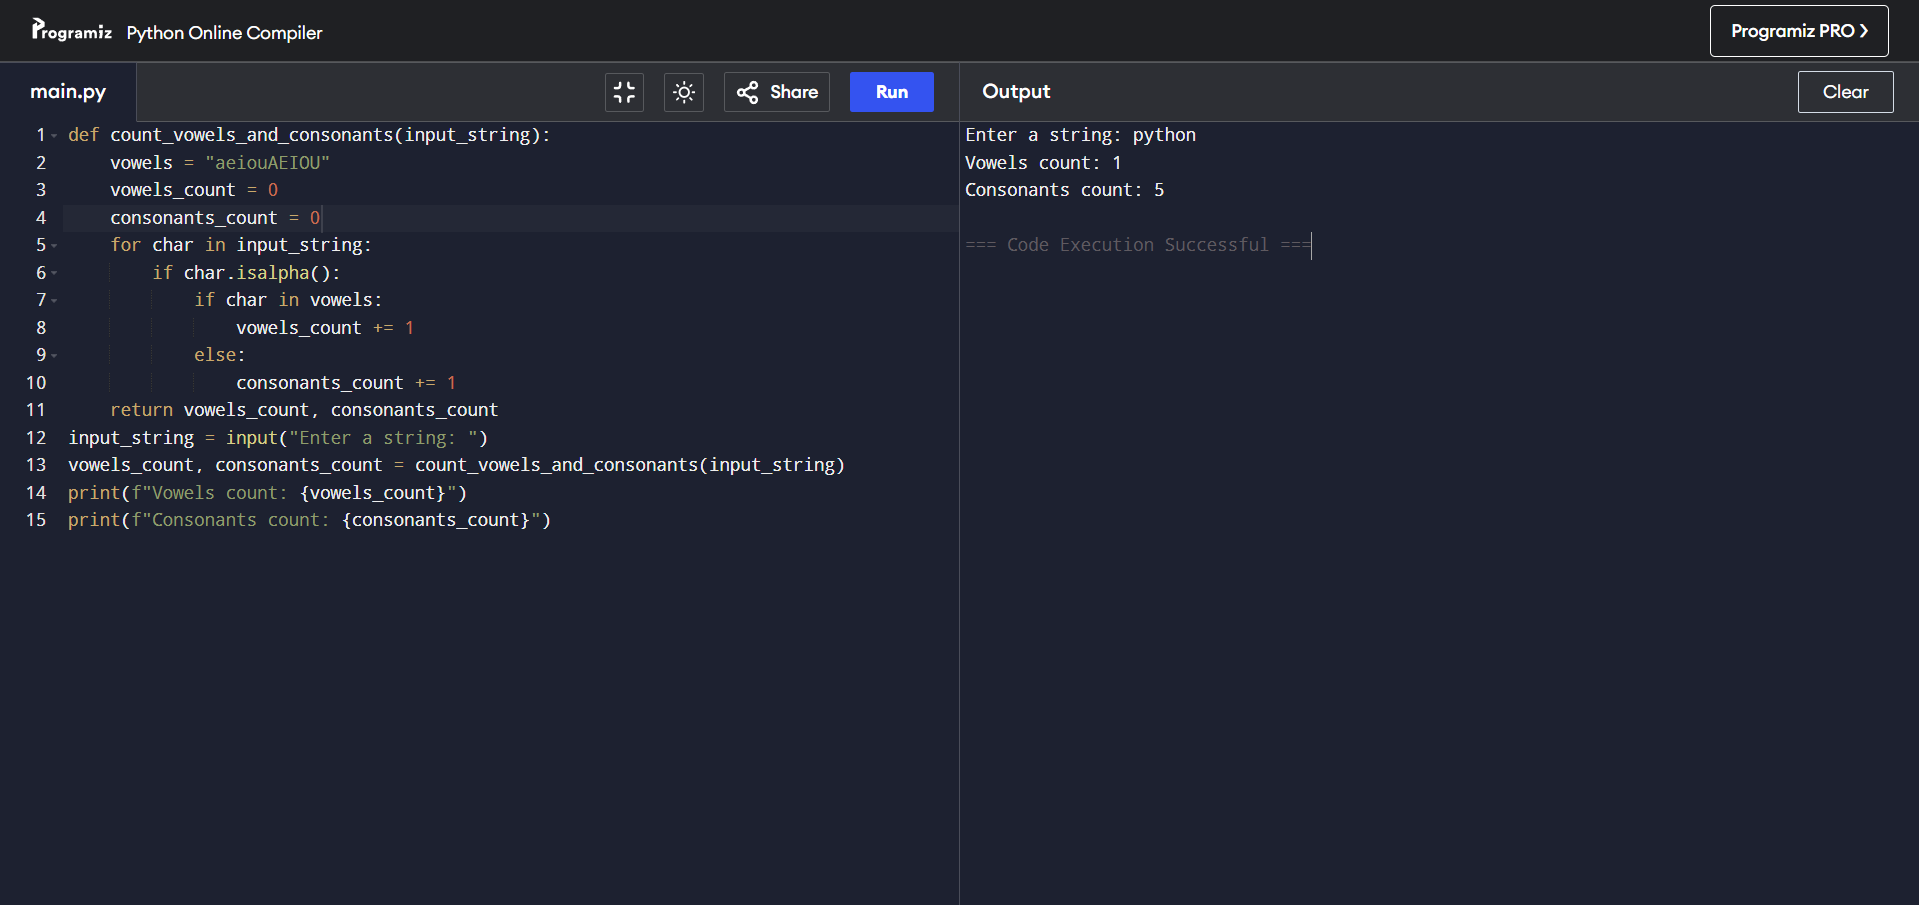 Programiz Python Online Compiler
Programiz PRO ❯
main.py
Share
Run
Output
Clear
1 def count_vowels_and_consonants(input_string):
2     vowels = "aeiouAEIOU"
3     vowels_count = 0
4     consonants_count = 0
5     for char in input_string:
6         if char.isalpha():
7             if char in vowels:
8                 vowels_count += 1
9             else:
10                 consonants_count += 1
11     return vowels_count, consonants_count
12 input_string = input("Enter a string: ")
13 vowels_count, consonants_count = count_vowels_and_consonants(input_string)
14 print(f"Vowels count: {vowels_count}")
15 print(f"Consonants count: {consonants_count}")
Enter a string: python
Vowels count: 1
Consonants count: 5
=== Code Execution Successful ===